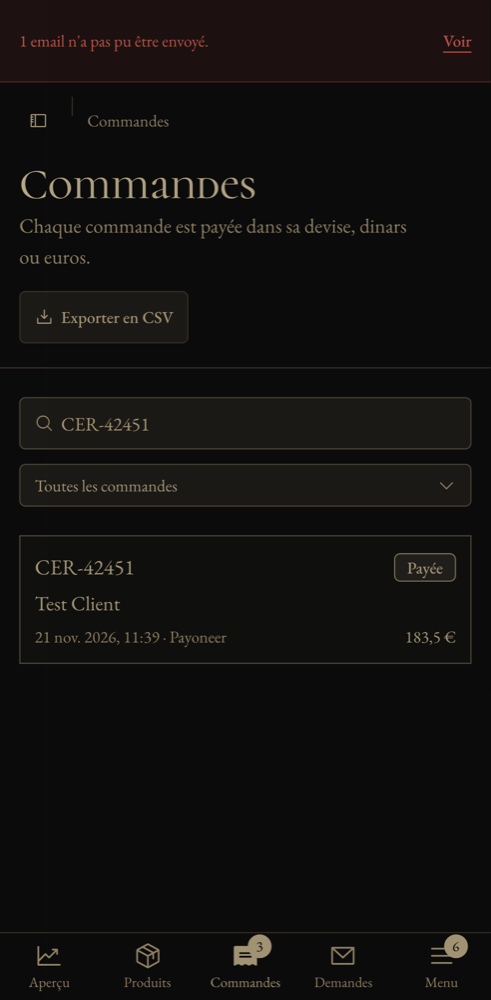 1 email n'a pas pu être envoyé. Voir
Commandes
Commandes
Chaque commande est payée dans sa devise, dinars
ou euros.
Exporter en CSV
CER-42451
Toutes les commandes
CER-42451 Payée
Test Client
21 nov. 2026, 11:39 · Payoneer 183,5 €
3 6
Aperçu Produits Commandes Demandes Menu